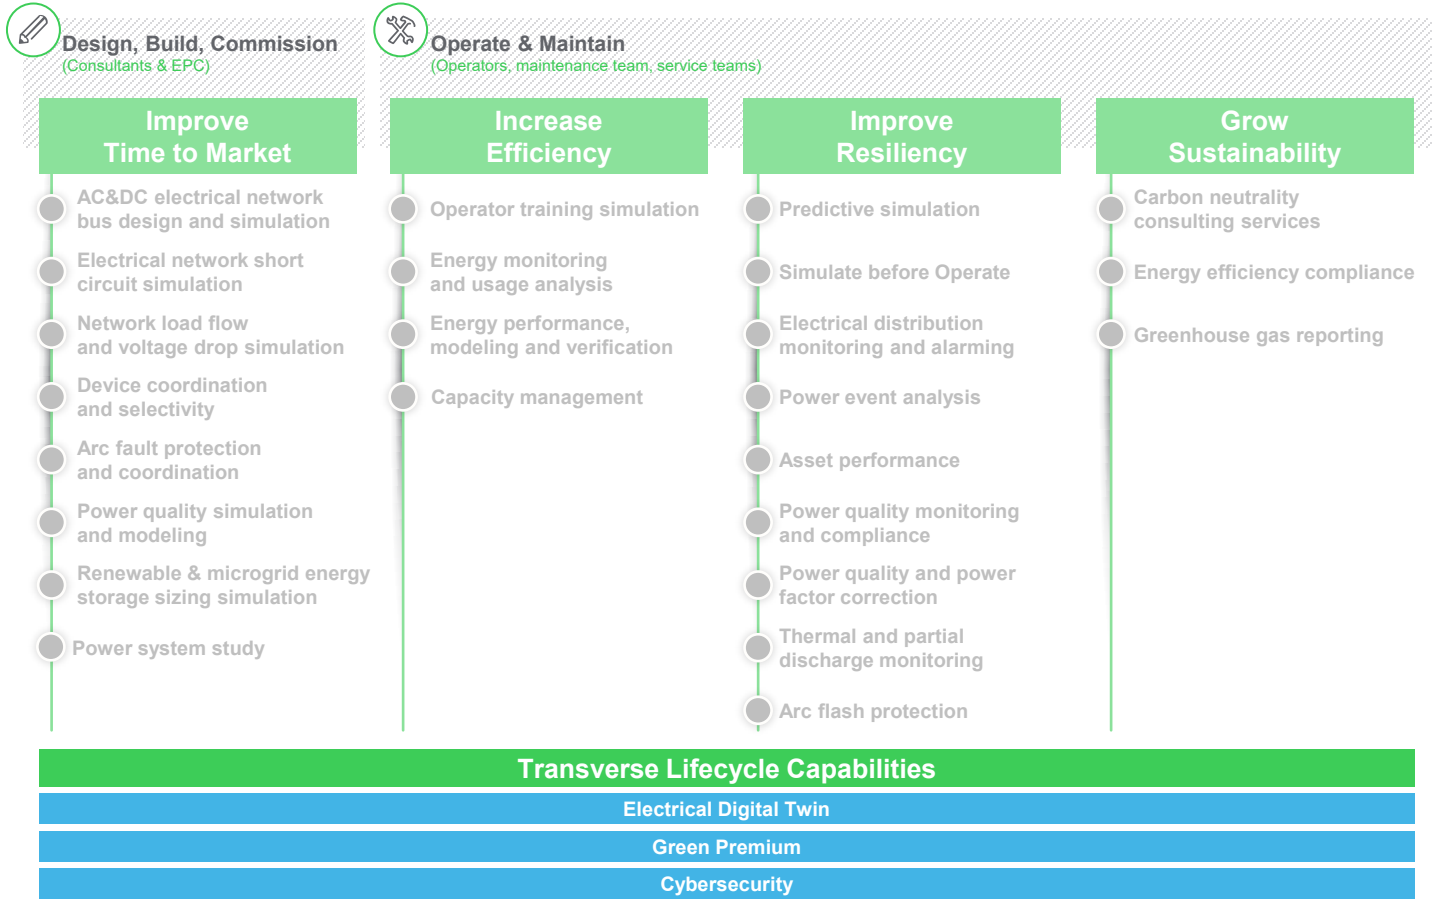 Design, Build, Commission
(Consultants & EPC)
Operate & Maintain
(Operators, maintenance team, service teams)
Improve
Time to Market
AC&DC electrical network
bus design and simulation
Electrical network short
circuit simulation
Network load flow
and voltage drop simulation
Device coordination
and selectivity
Arc fault protection
and coordination
Power quality simulation
and modeling
Renewable & microgrid energy
storage sizing simulation
Power system study
Increase
Efficiency
Operator training simulation
Energy monitoring
and usage analysis
Energy performance,
modeling and verification
Capacity management
Improve
Resiliency
Predictive simulation
Simulate before Operate
Electrical distribution
monitoring and alarming
Power event analysis
Asset performance
Power quality monitoring
and compliance
Power quality and power
factor correction
Thermal and partial
discharge monitoring
Arc flash protection
Grow
Sustainability
Carbon neutrality
consulting services
Energy efficiency compliance
Greenhouse gas reporting
Transverse Lifecycle Capabilities
Electrical Digital Twin
Green Premium
Cybersecurity